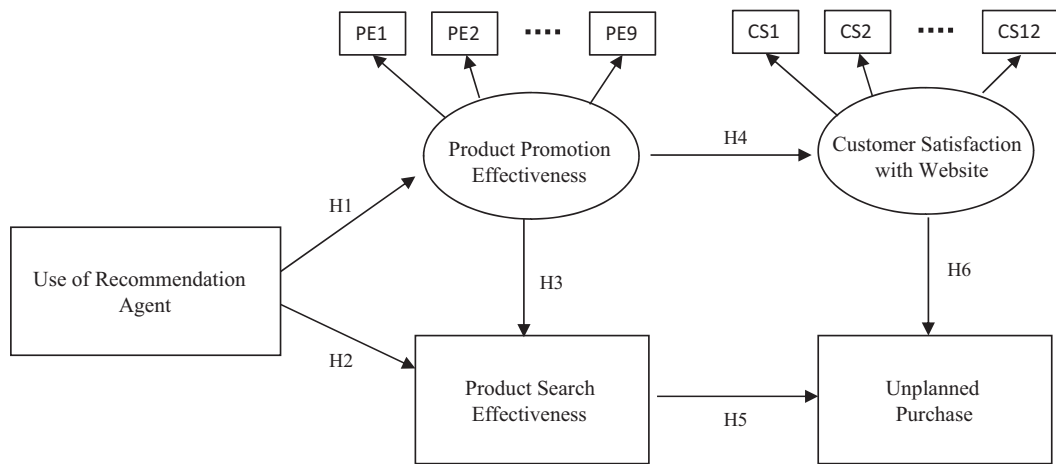 PE1
PE2
....
PE9
CS1
CS2
....
CS12
Product Promotion
Effectiveness
H4
Customer Satisfaction
with Website
H1
Use of Recommendation
Agent
H3
H6
H2
Product Search
Effectiveness
H5
Unplanned
Purchase